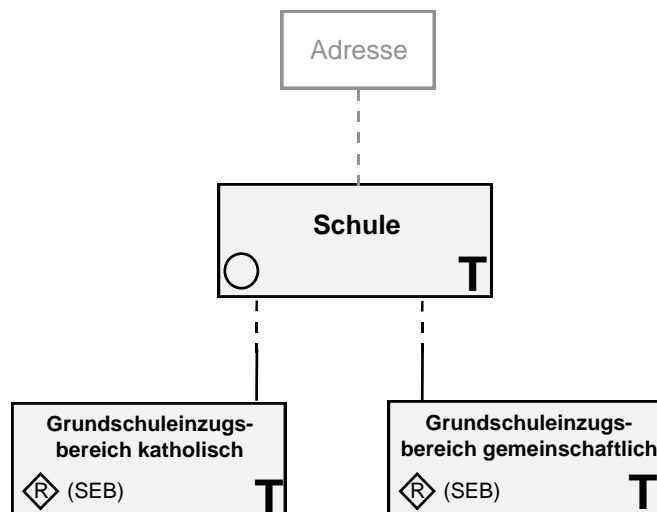 Adresse
Schule
T
Grundschuleinzugs-
bereich katholisch
R (SEB)
T
Grundschuleinzugs-
bereich gemeinschaftlich
R (SEB)
T